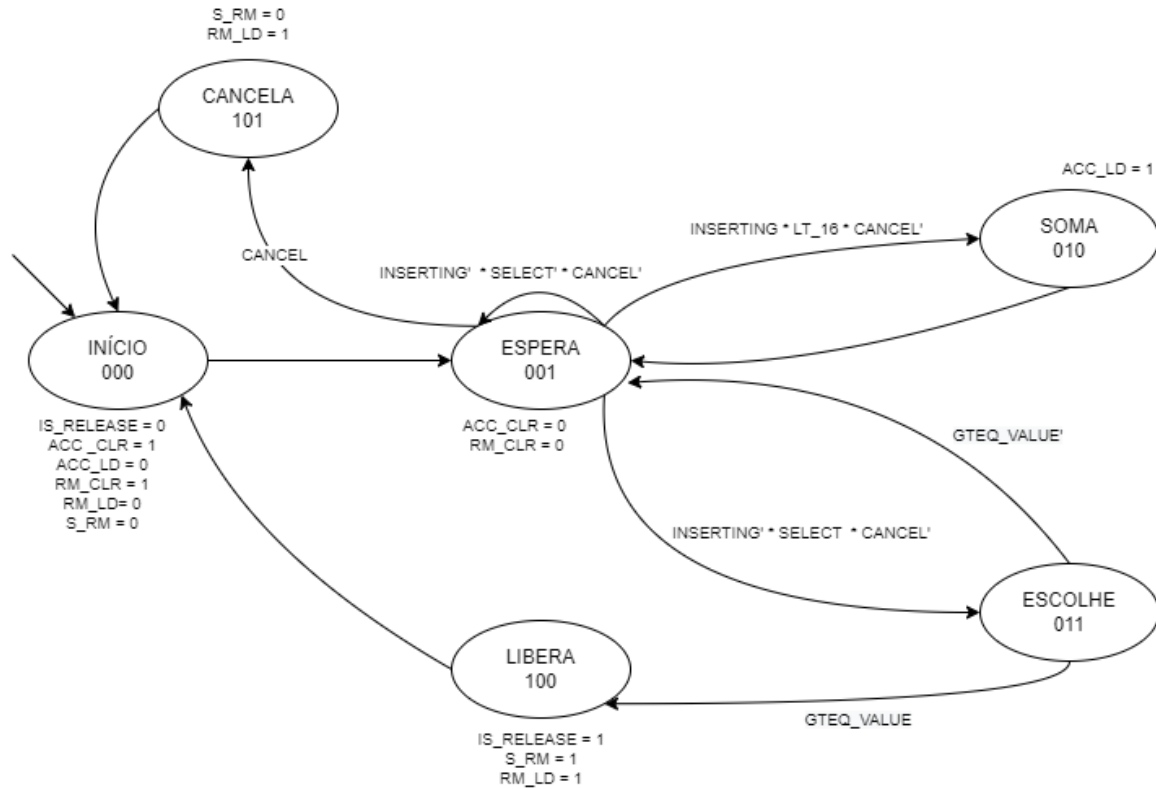 S_RM = 0
RM_LD = 1
CANCELA
101
ACC_LD = 1
SOMA
010
INSERTING * LT_16 * CANCEL'
CANCEL
INSERTING' * SELECT' * CANCEL'
INÍCIO
000
ESPERA
001
IS_RELEASE = 0
ACC _CLR = 1
ACC_LD = 0
RM_CLR = 1
RM_LD= 0
S_RM = 0
ACC_CLR = 0
RM_CLR = 0
GTEQ_VALUE'
INSERTING' * SELECT * CANCEL'
ESCOLHE
011
LIBERA
100
GTEQ_VALUE
IS_RELEASE = 1
S_RM = 1
RM_LD = 1